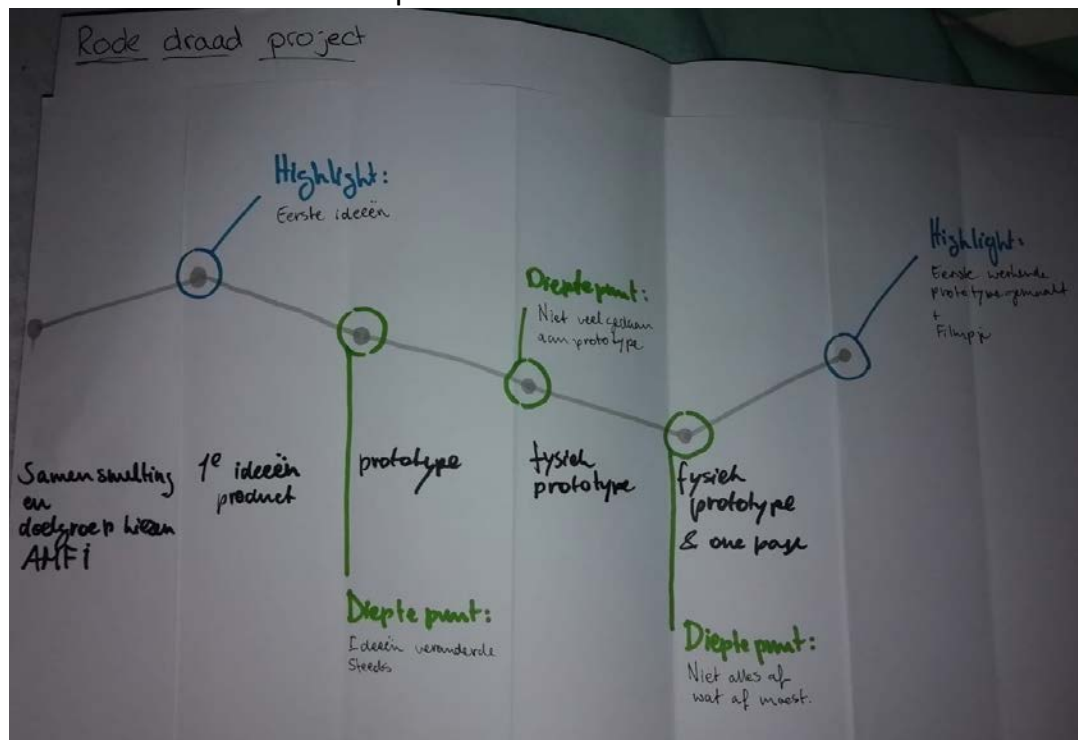 Rode draad project
Highlight:
Eerste ideeën
Dieptepunt:
Niet veel gedaan
aan prototype
Highlight:
Eerste werkende
prototype gemaakt
+
Filmpje
Samensmelting
en
doelgroep kiezen
AMFI
1e ideeën
product
prototype
fysiek
prototype
fysiek
prototype
& one page
Dieptepunt:
Ideeën veranderde
steeds
Dieptepunt:
Niet alles af
wat af moest.